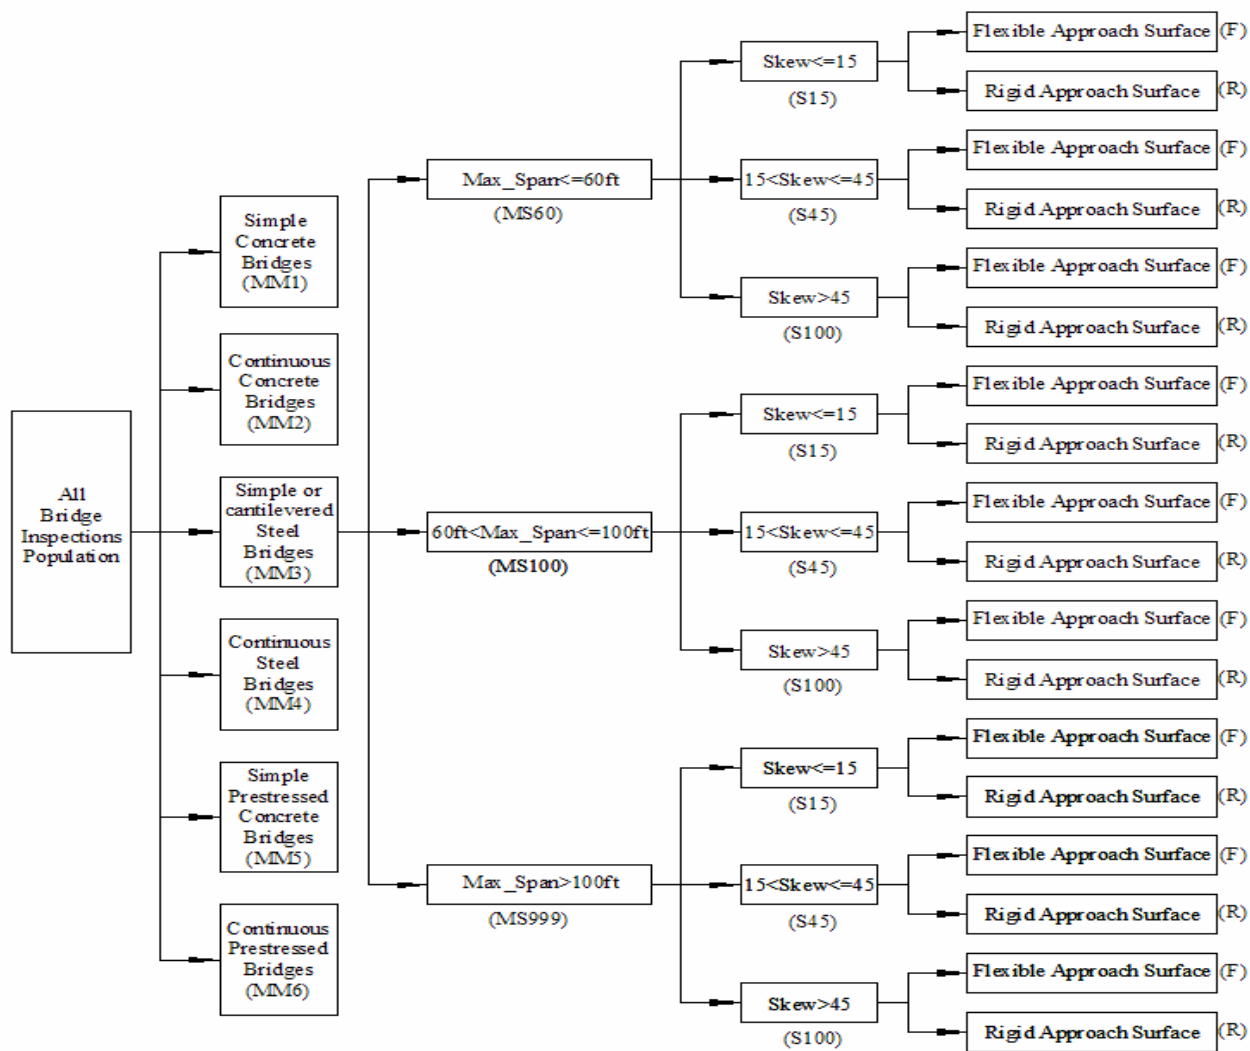 All
Bridge
Inspections
Population
Simple
Concrete
Bridges
(MM1)
Continuous
Concrete
Bridges
(MM2)
Simple or
cantilevered
Steel
Bridges
(MM3)
Continuous
Steel
Bridges
(MM4)
Simple
Prestressed
Concrete
Bridges
(MM5)
Continuous
Prestressed
Bridges
(MM6)
Max_Span<=60ft
(MS60)
60ft<Max_Span<=100ft
(MS100)
Max_Span>100ft
(MS999)
Skew<=15
(S15)
15<Skew<=45
(S45)
Skew>45
(S100)
Skew<=15
(S15)
15<Skew<=45
(S45)
Skew>45
(S100)
Skew<=15
(S15)
15<Skew<=45
(S45)
Skew>45
(S100)
Flexible Approach Surface (F)
Rigid Approach Surface (R)
Flexible Approach Surface (F)
Rigid Approach Surface (R)
Flexible Approach Surface (F)
Rigid Approach Surface (R)
Flexible Approach Surface (F)
Rigid Approach Surface (R)
Flexible Approach Surface (F)
Rigid Approach Surface (R)
Flexible Approach Surface (F)
Rigid Approach Surface (R)
Flexible Approach Surface (F)
Rigid Approach Surface (R)
Flexible Approach Surface (F)
Rigid Approach Surface (R)
Flexible Approach Surface (F)
Rigid Approach Surface (R)